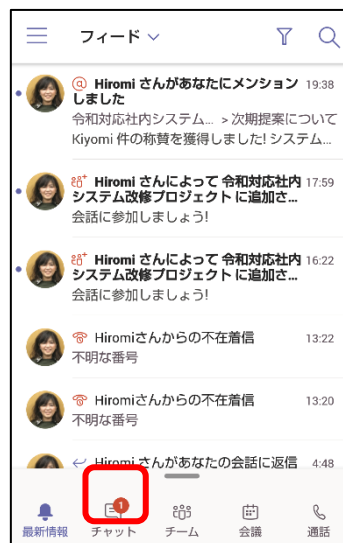 フィード
Hiromi さんがあなたにメンション 19:38
しました
令和対応社内システム... > 次期提案について
Kiyomi 件の称賛を獲得しました! システム...
Hiromi さんによって 令和対応社内 17:59
システム改修プロジェクト に追加さ...
会話に参加しましょう!
Hiromi さんによって 令和対応社内 16:22
システム改修プロジェクト に追加さ...
会話に参加しましょう!
Hiromiさんからの不在着信 13:22
不明な番号
Hiromiさんからの不在着信 13:20
不明な番号
Hiromi さんがあなたの会話に返信 4:48
1
最新情報 チャット チーム 会議 通話